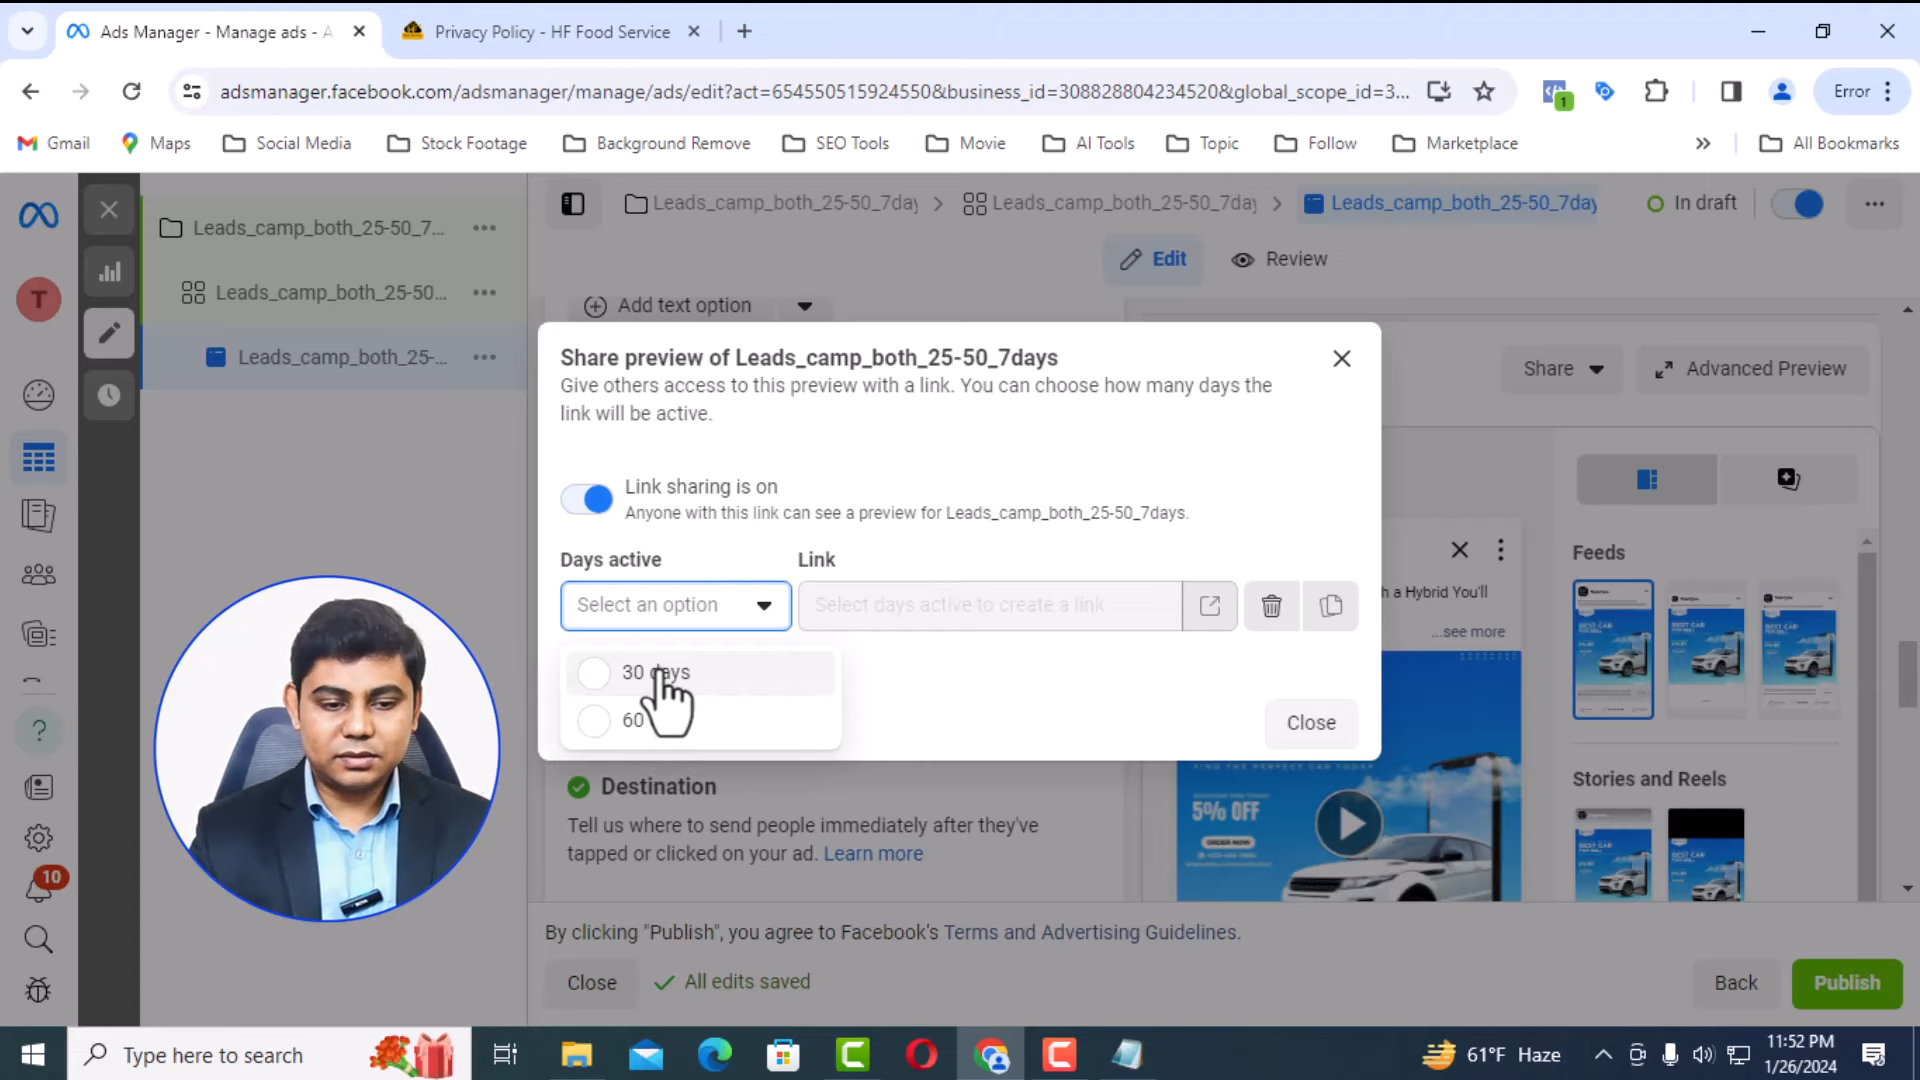 Ads Manager - Manage ads - A
Privacy Policy - HF Food Service
adsmanager.facebook.com/adsmanager/manage/ads/edit?act=654550515924550&business_id=308828804234520&global_scope_id=3...
1
Error
Gmail
Maps
Social Media
Stock Footage
Background Remove
SEO Tools
Movie
AI Tools
Topic
Follow
Marketplace
All Bookmarks
Leads_camp_both_25-50_7...
Leads_camp_both_25-50...
Leads_camp_both_25-...
T
10
Leads_camp_both_25-50_7day
Leads_camp_both_25-50_7day
Leads_camp_both_25-50_7day
In draft
Edit
Review
Add text option
Share
Advanced Preview
Share preview of Leads_camp_both_25-50_7days
Give others access to this preview with a link. You can choose how many days the
link will be active.
Link sharing is on
Anyone with this link can see a preview for Leads_camp_both_25-50_7days.
Days active
Link
Select an option
Select days active to create a link
30 days
60
Close
h a Hybrid You'll
...see more
5% OFF
ORDER NOW
Feeds
Stories and Reels
Destination
Tell us where to send people immediately after they've
tapped or clicked on your ad. Learn more
By clicking "Publish", you agree to Facebook's Terms and Advertising Guidelines.
Close
All edits saved
Back
Publish
Type here to search
61°F Haze
11:52 PM
1/26/2024